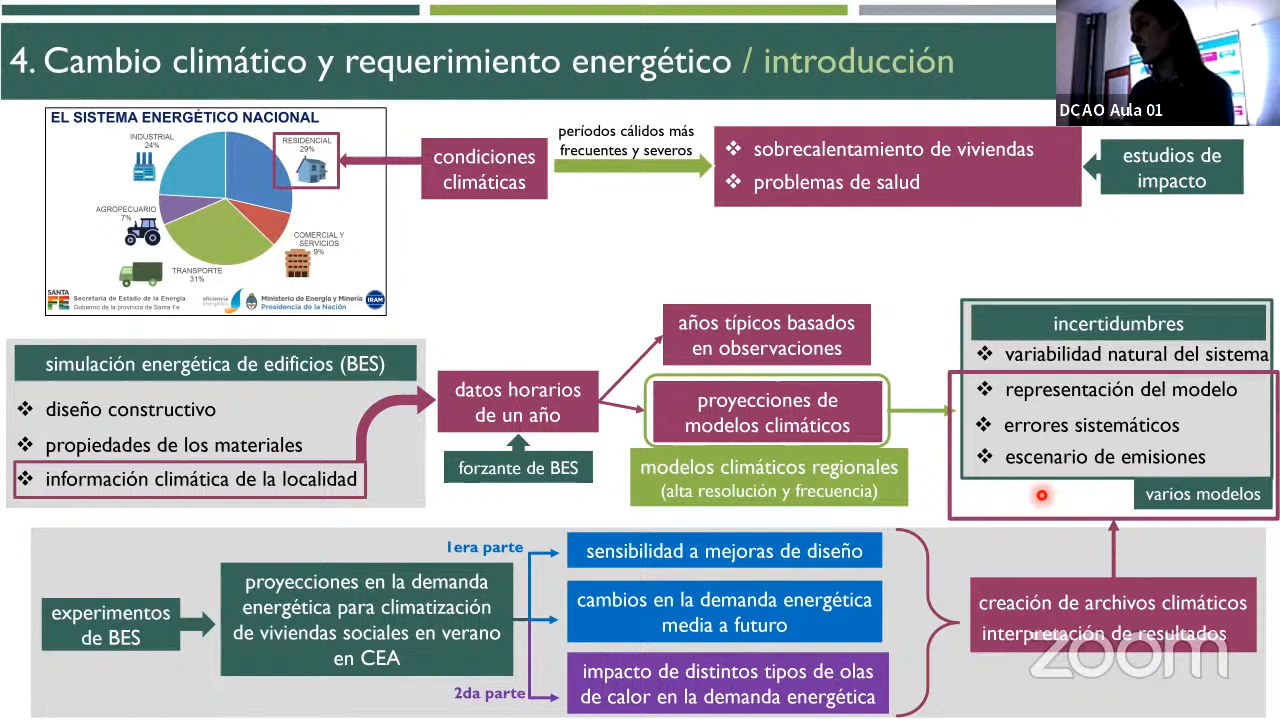 4. Cambio climático y requerimiento energético / introducción
DCAO Aula 01
EL SISTEMA ENERGÉTICO NACIONAL
INDUSTRIAL
24%
RESIDENCIAL
29%
AGROPECUARIO
7%
COMERCIAL Y
SERVICIOS
9%
TRANSPORTE
31%
SANTA
FE
Secretaría de Estado de la Energía
Gobierno de la provincia de Santa Fe
eficiencia
energética
Ministerio de Energía y Minería
Presidencia de la Nación
IRAM
condiciones
climáticas
períodos cálidos más
frecuentes y severos
❖ sobrecalentamiento de viviendas
❖ problemas de salud
estudios de
impacto
simulación energética de edificios (BES)
❖ diseño constructivo
❖ propiedades de los materiales
❖ información climática de la localidad
datos horarios
de un año
forzante de BES
años típicos basados
en observaciones
proyecciones de
modelos climáticos
modelos climáticos regionales
(alta resolución y frecuencia)
incertidumbres
❖ variabilidad natural del sistema
❖ representación del modelo
❖ errores sistemáticos
❖ escenario de emisiones
varios modelos
experimentos
de BES
proyecciones en la demanda
energética para climatización
de viviendas sociales en verano
en CEA
1era parte
2da parte
sensibilidad a mejoras de diseño
cambios en la demanda energética
media a futuro
impacto de distintos tipos de olas
de calor en la demanda energética
creación de archivos climáticos
interpretación de resultados
zoom